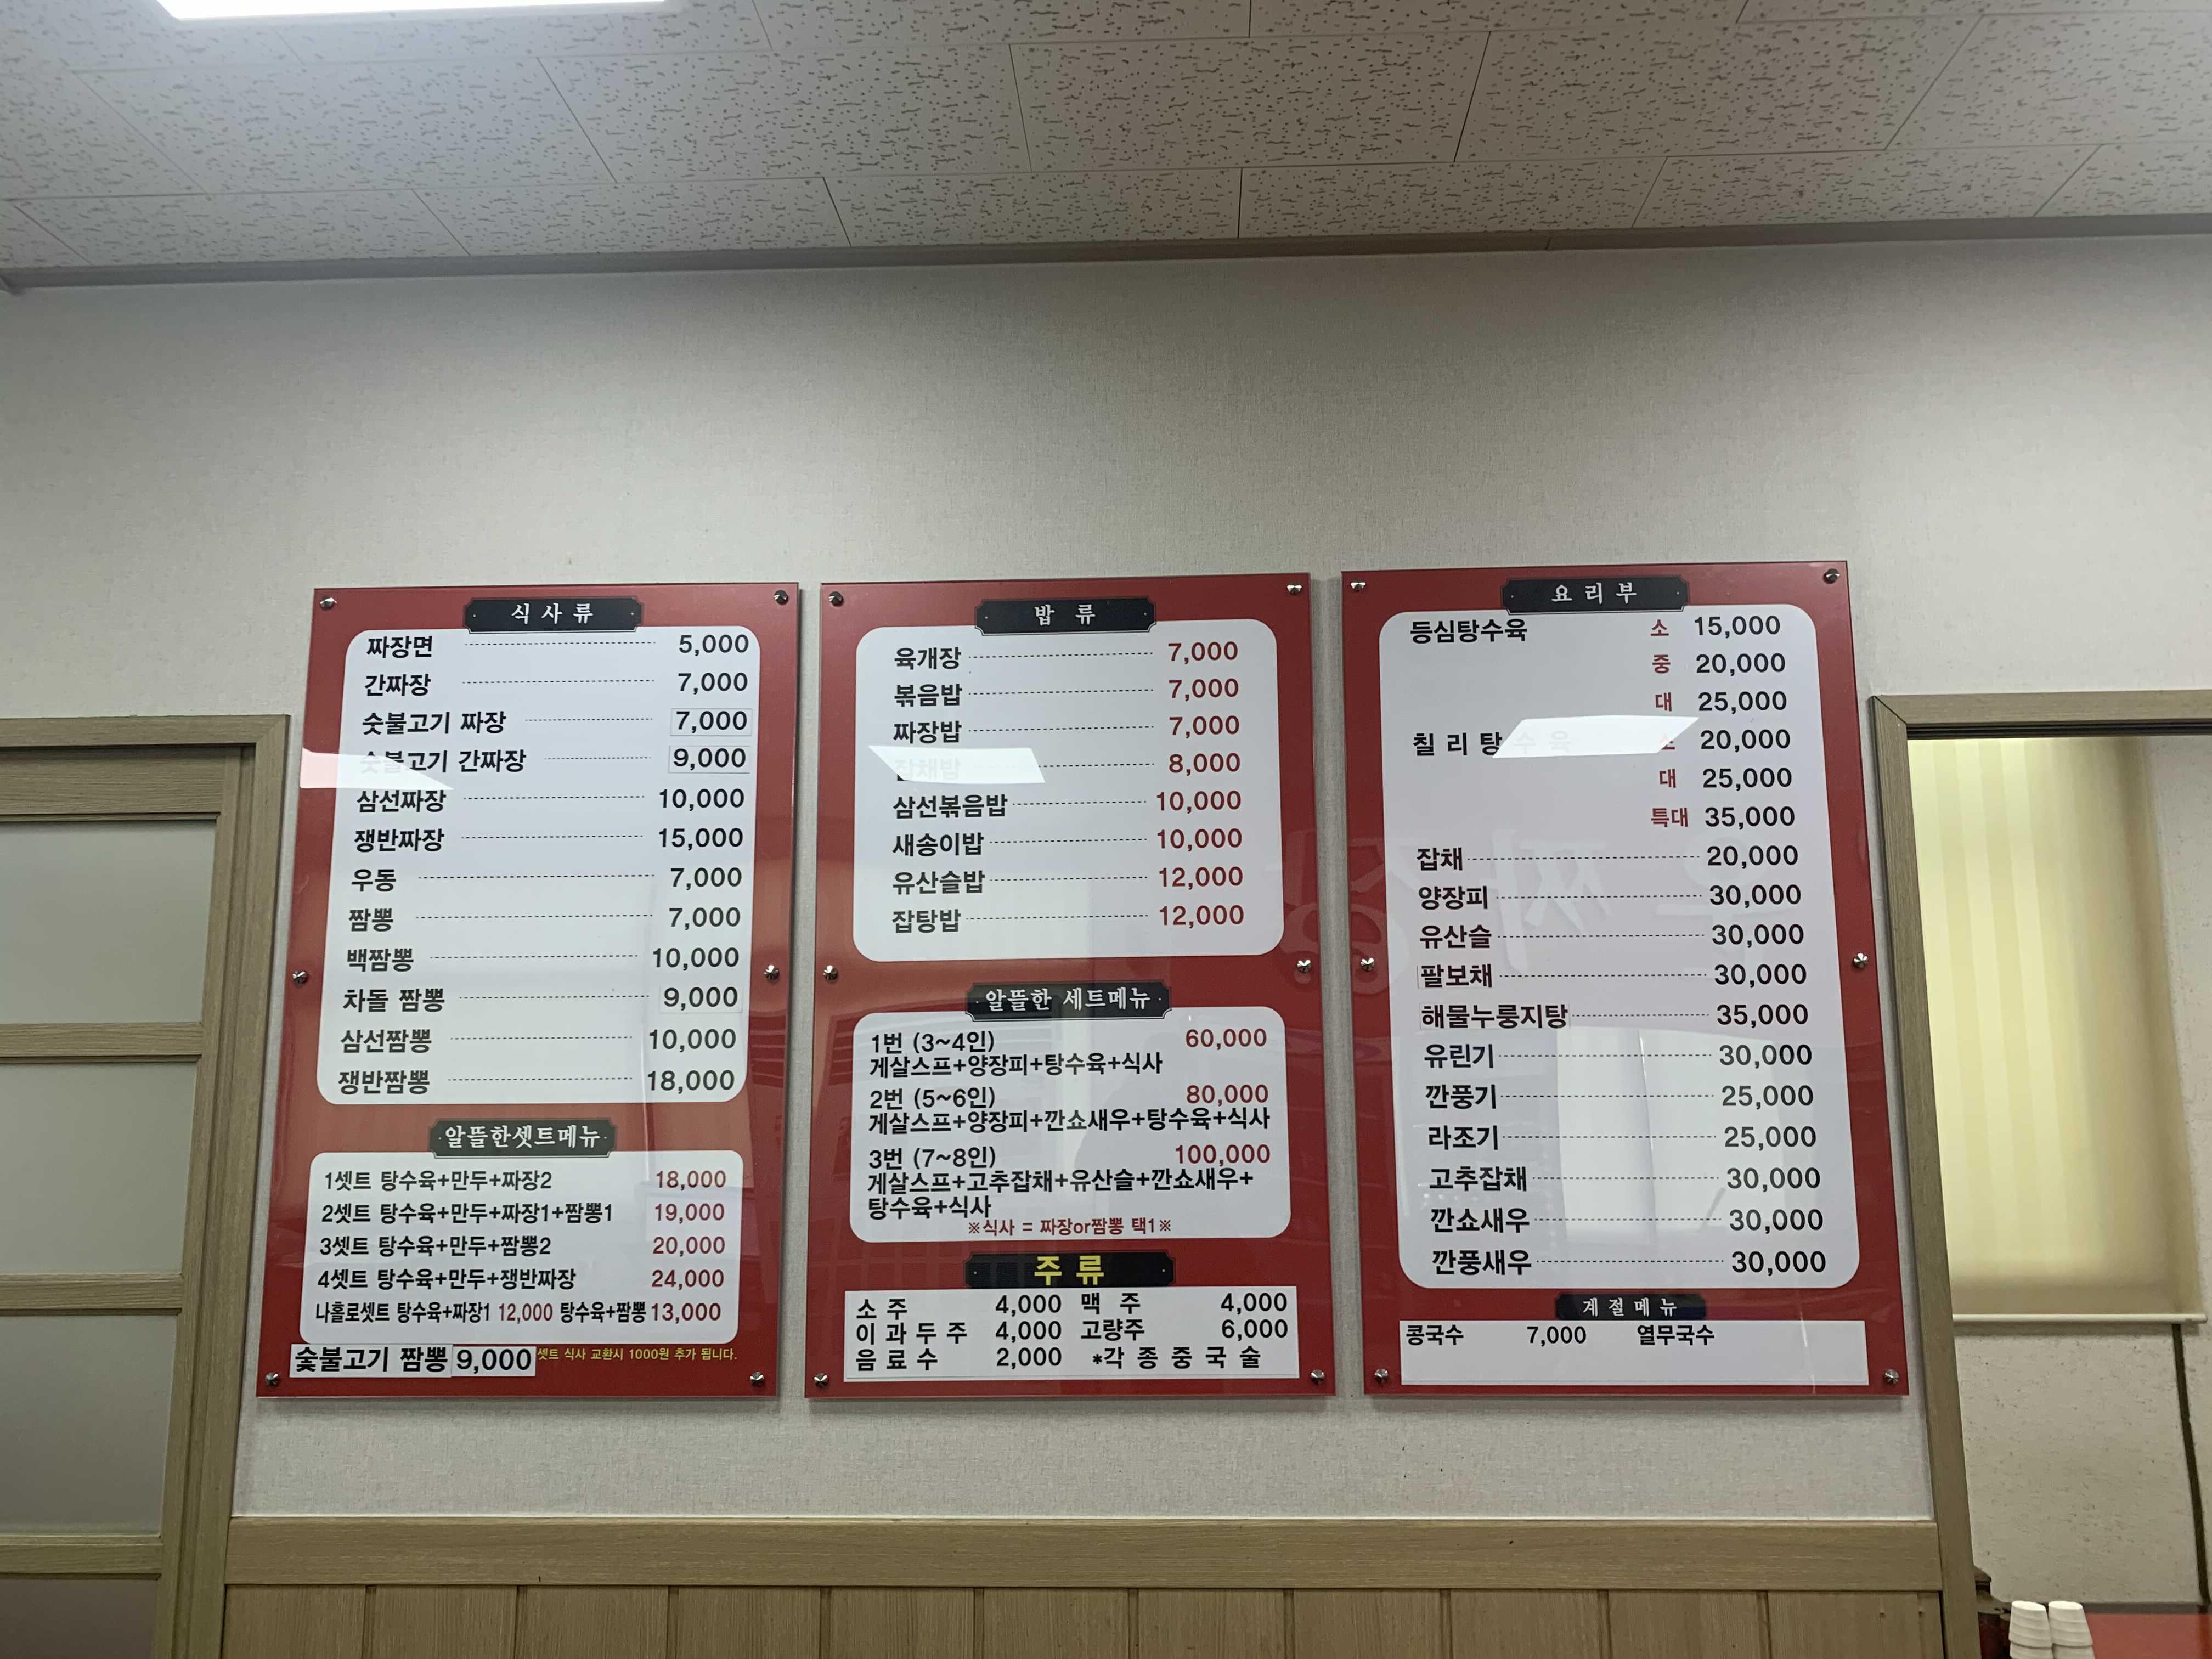 식사류
짜장면 5,000
간짜장 7,000
숯불고기 짜장 7,000
숯불고기 간짜장 9,000
삼선짜장 10,000
쟁반짜장 15,000
우동 7,000
짬뽕 7,000
백짬뽕 10,000
차돌 짬뽕 9,000
삼선짬뽕 10,000
쟁반짬뽕 18,000
알뜰한셋트메뉴
1셋트 탕수육+만두+짜장2 18,000
2셋트 탕수육+만두+짜장1+짬뽕1 19,000
3셋트 탕수육+만두+짬뽕2 20,000
4셋트 탕수육+만두+쟁반짜장 24,000
나홀로셋트 탕수육+짜장1 12,000 탕수육+짬뽕 13,000
숯불고기 짬뽕 9,000 셋트 식사 교환시 1000원 추가 됩니다.
밥 류
육개장 7,000
볶음밥 7,000
짜장밥 7,000
잡채밥 8,000
삼선볶음밥 10,000
새송이밥 10,000
유산슬밥 12,000
잡탕밥 12,000
알뜰한 세트메뉴
1번 (3~4인) 60,000
게살스프+양장피+탕수육+식사
2번 (5~6인) 80,000
게살스프+양장피+깐쇼새우+탕수육+식사
3번 (7~8인) 100,000
게살스프+고추잡채+유산슬+깐쇼새우+
탕수육+식사
※식사 = 짜장or짬뽕 택1※
주류
소주 4,000 맥주 4,000
이과두주 4,000 고량주 6,000
음료수 2,000 *각종중국술
요리부
등심탕수육 소 15,000
중 20,000
대 25,000
칠리탕수육 소 20,000
대 25,000
특대 35,000
잡채 20,000
양장피 30,000
유산슬 30,000
팔보채 30,000
해물누룽지탕 35,000
유린기 30,000
깐풍기 25,000
라조기 25,000
고추잡채 30,000
깐쇼새우 30,000
깐풍새우 30,000
계절메뉴
콩국수 7,000 열무국수